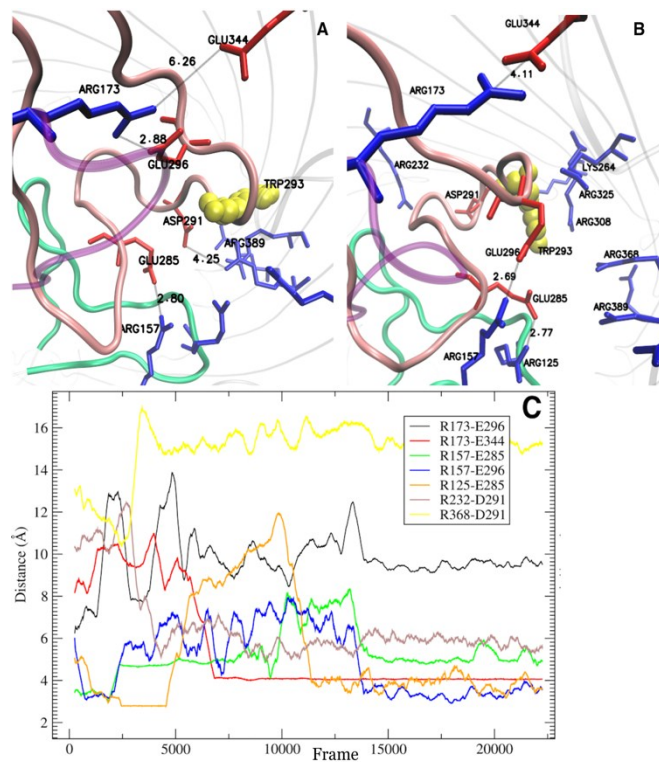 A
GLU344
6.26
ARG173
2.88
GLU296
TRP293
ASP291
ARG389
GLU285
4.25
2.80
ARG157
B
GLU344
ARG173
4.11
ARG232
LYS264
ASP291
ARG325
ARG308
GLU296
TRP293
ARG368
2.69
GLU285
ARG389
2.77
ARG157
ARG125
C
R173-E296
R173-E344
R157-E285
R157-E296
R125-E285
R232-D291
R368-D291
Distance (Å)
16
14
12
10
8
6
4
2
0 5000 10000 15000 20000
Frame